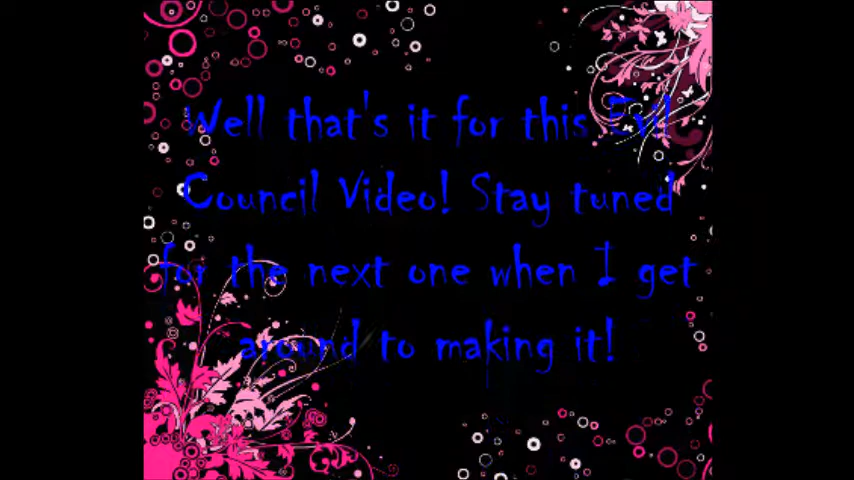 Well that's it for this Evil
Council Video! Stay tuned
for the next one when I get
around to making it!